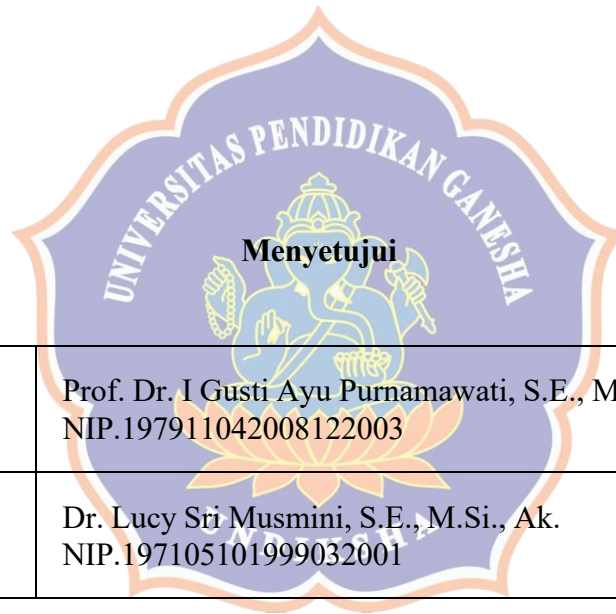 UNIVERSITAS PENDIDIKAN GANESHA
Menyetujui
Prof. Dr. I Gusti Ayu Purnamawati, S.E., M
NIP.197911042008122003
Dr. Lucy Sri Musmini, S.E., M.Si., Ak.
NIP.197105101999032001
UNDIKSHA